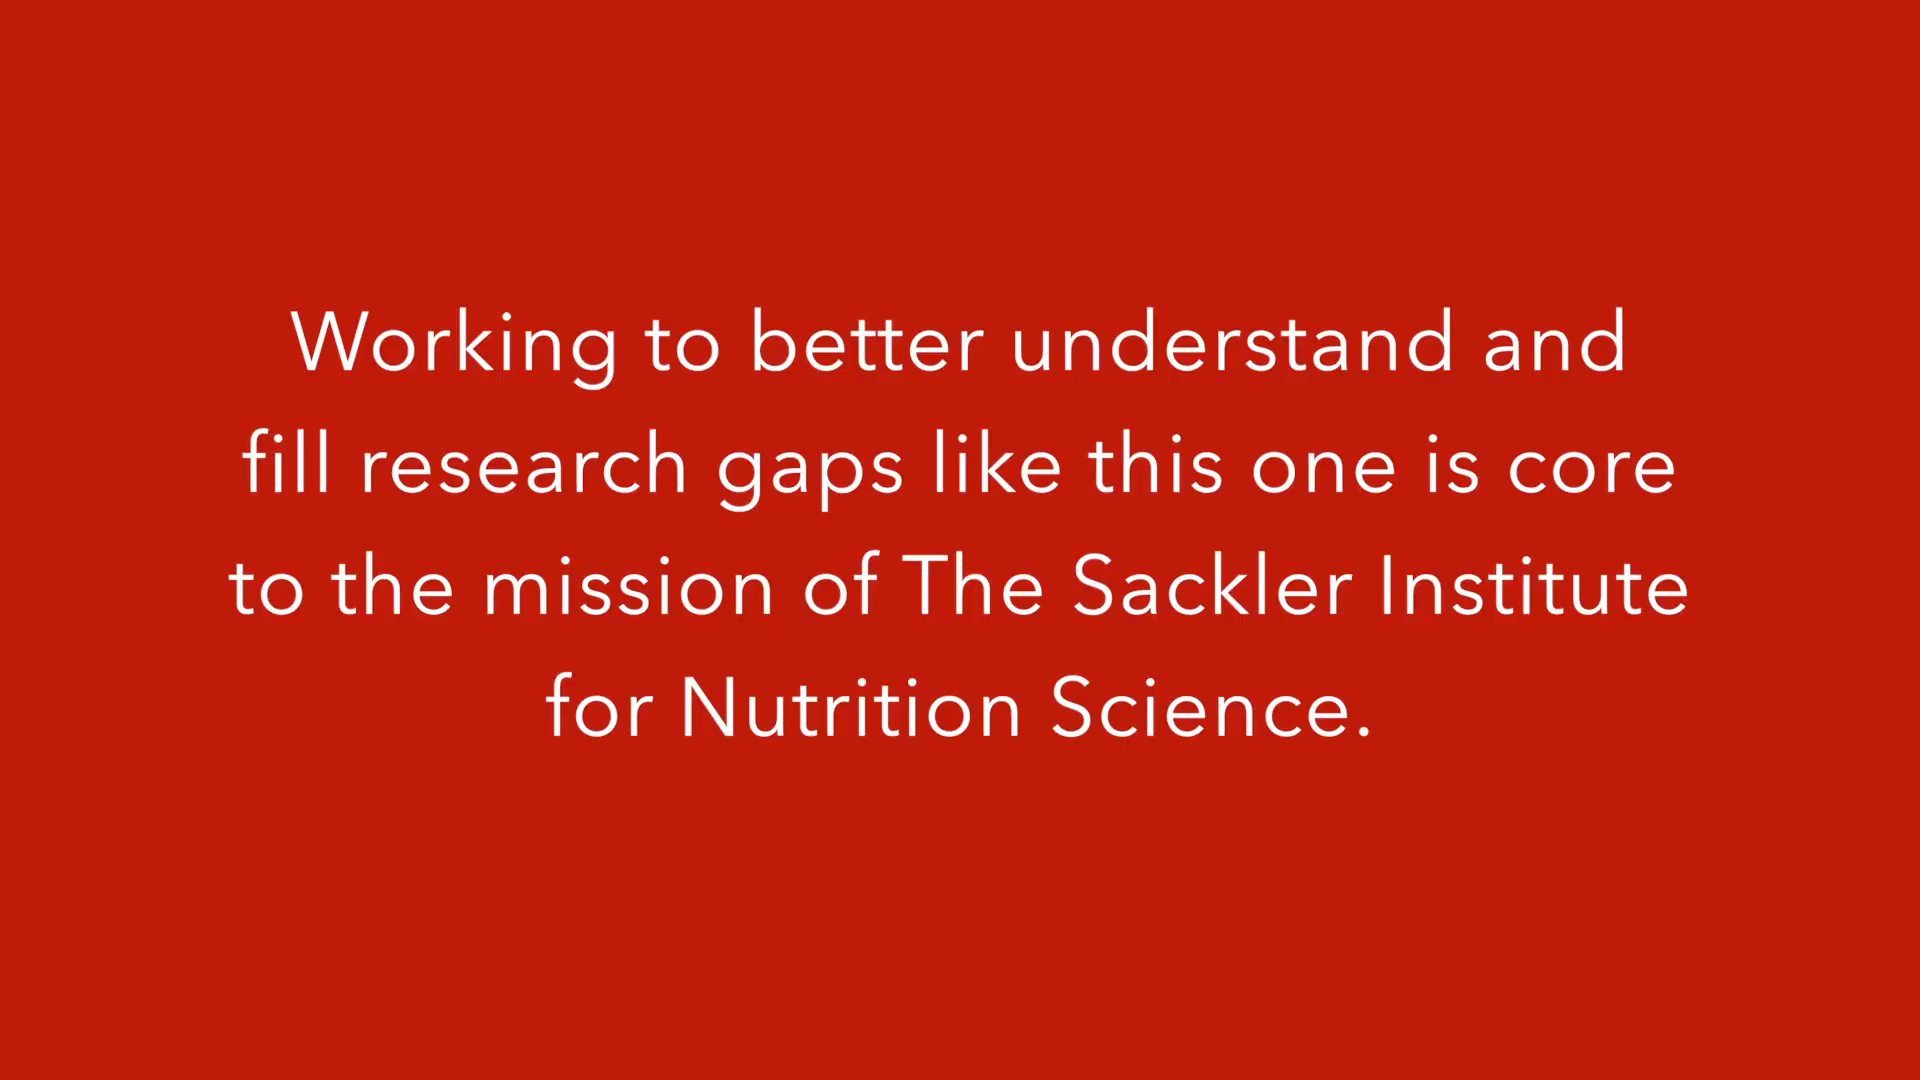 Working to better understand and
fill research gaps like this one is core
to the mission of The Sackler Institute
for Nutrition Science.